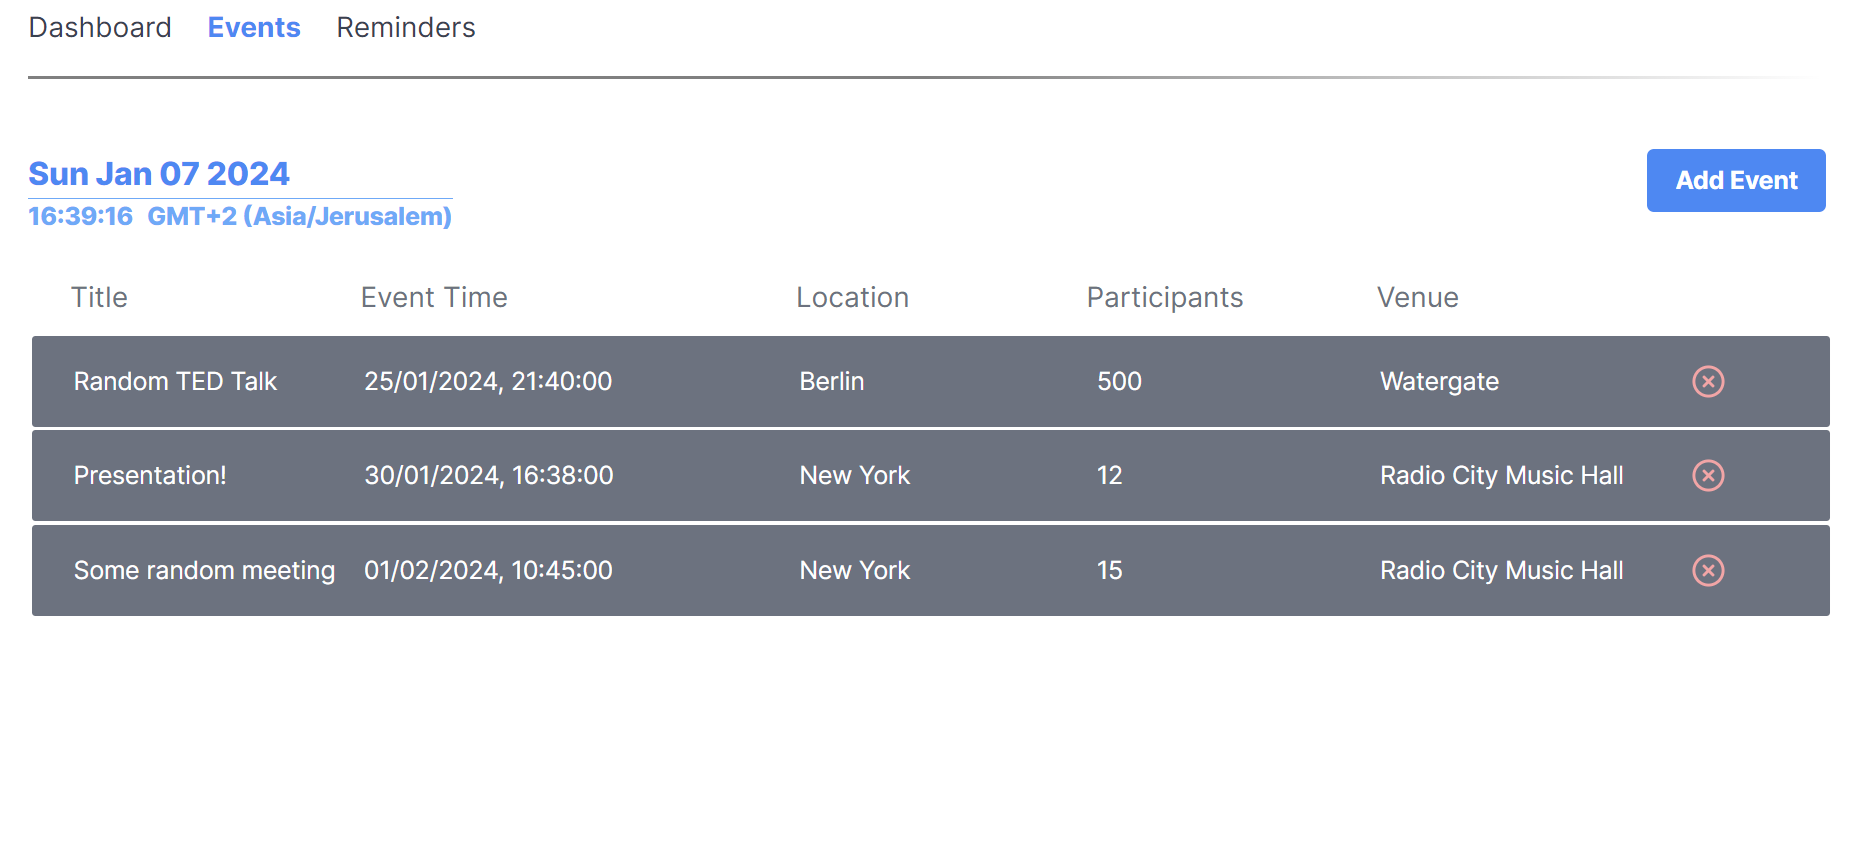 Dashboard Events Reminders
Sun Jan 07 2024
Add Event
16:39:16 GMT+2 (Asia/Jerusalem)
Title Event Time Location Participants Venue
Random TED Talk 25/01/2024, 21:40:00 Berlin 500 Watergate
Presentation! 30/01/2024, 16:38:00 New York 12 Radio City Music Hall
Some random meeting 01/02/2024, 10:45:00 New York 15 Radio City Music Hall